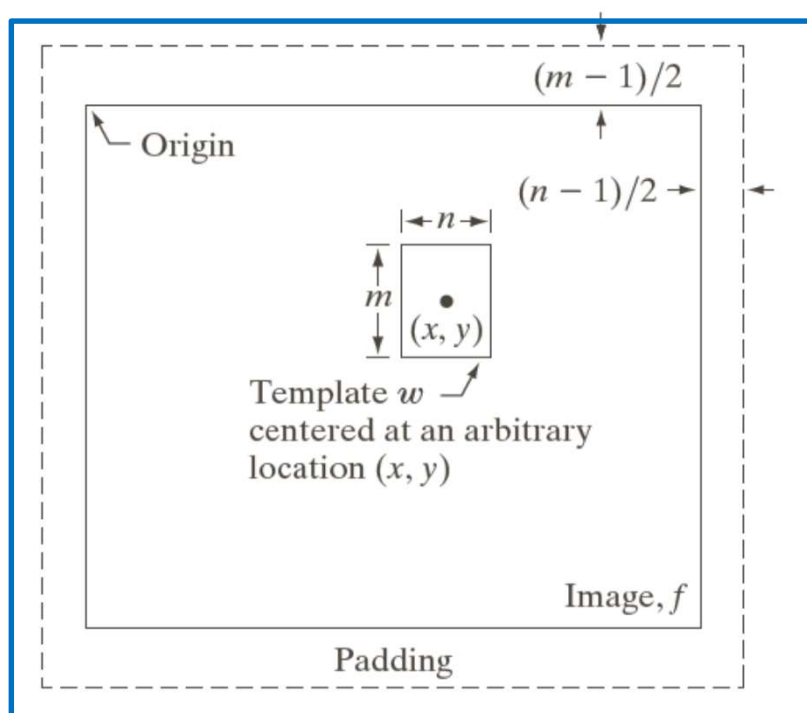 (m − 1)/2
Origin
(n − 1)/2
n
m
(x, y)
Template w
centered at an arbitrary
location (x, y)
Image, f
Padding